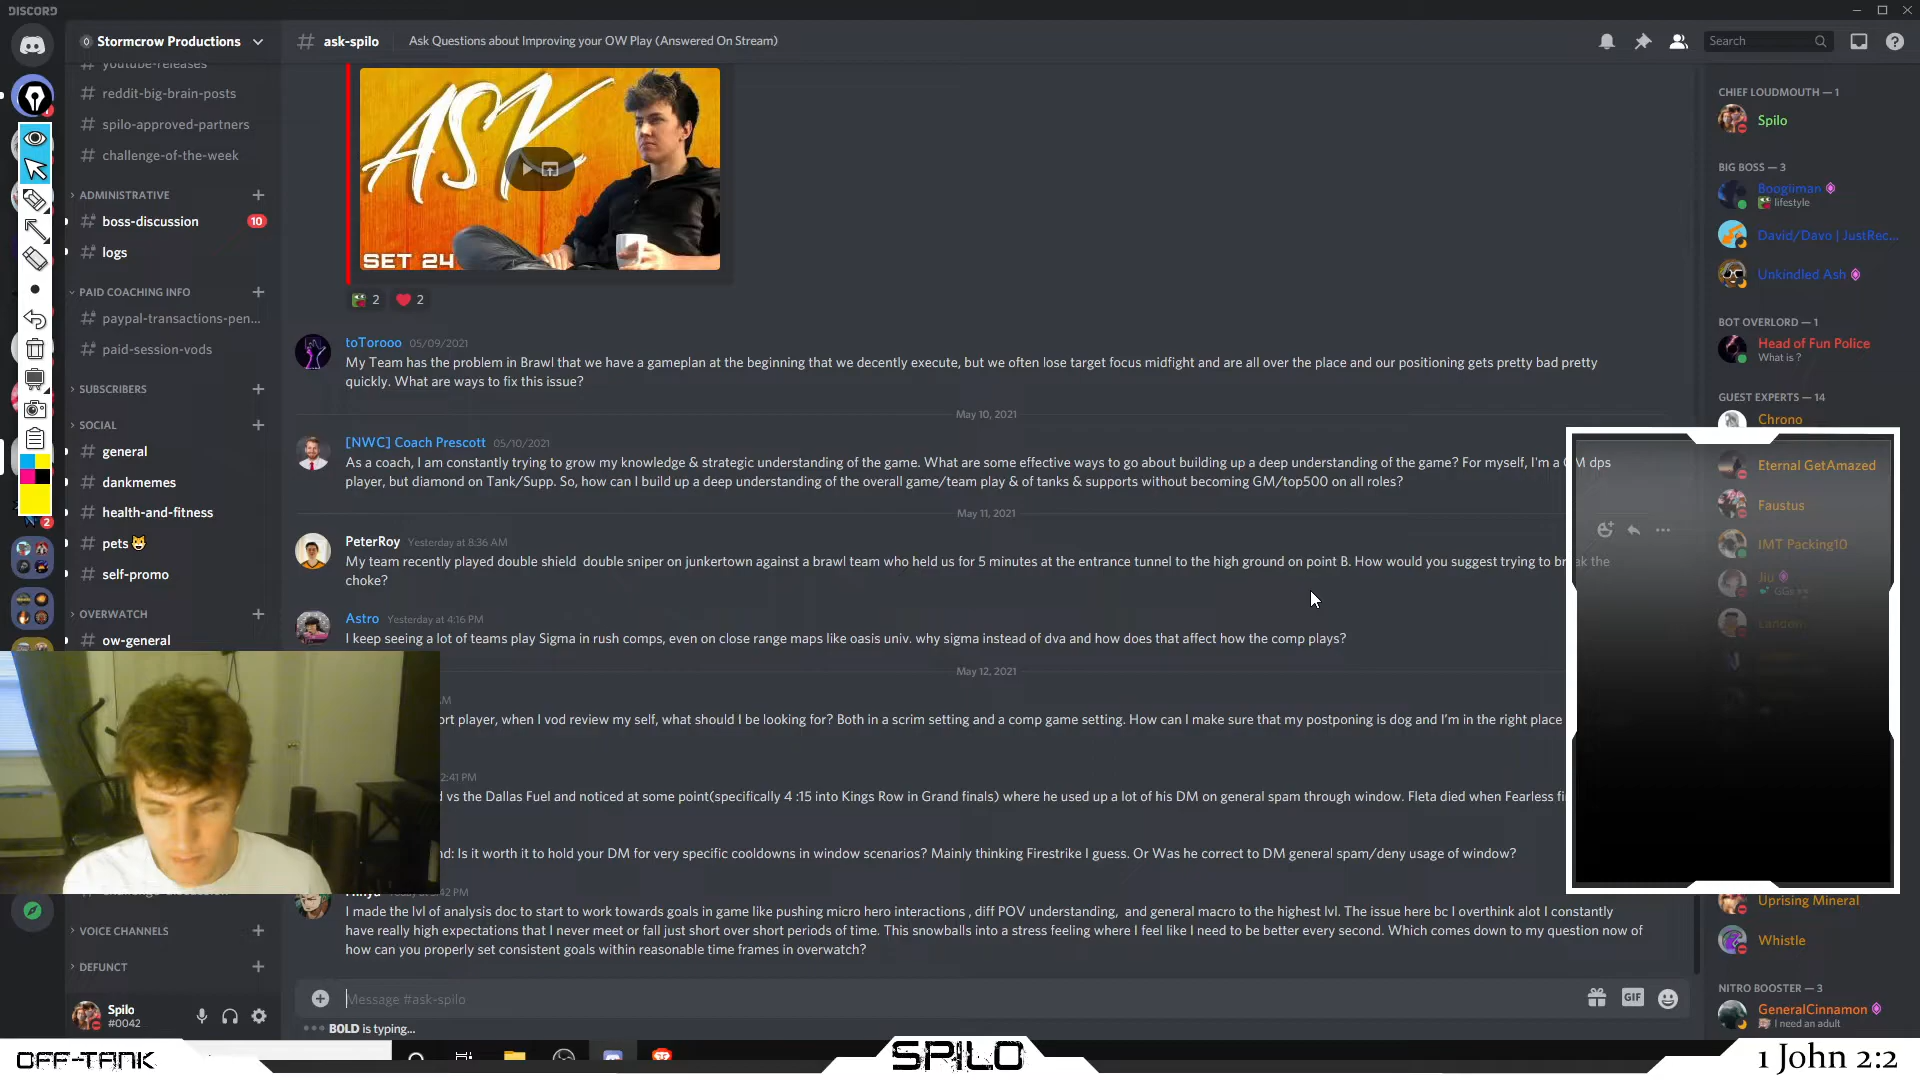 DISCORD
Stormcrow Productions
# ask-spilo
Ask Questions about Improving your OW Play (Answered On Stream)
Search
youtube-releases
reddit-big-brain-posts
spilo-approved-partners
challenge-of-the-week
ADMINISTRATIVE
boss-discussion
10
logs
PAID COACHING INFO
paypal-transactions-pen...
paid-session-vods
SUBSCRIBERS
SOCIAL
general
dankmemes
health-and-fitness
pets
self-promo
OVERWATCH
ow-general
VOICE CHANNELS
DEFUNCT
2
Spilo
#0042
ASK
SET 24
2
2
toTorooo 05/09/2021
My Team has the problem in Brawl that we have a gameplan at the beginning that we decently execute, but we often lose target focus midfight and are all over the place and our positioning gets pretty bad pretty
quickly. What are ways to fix this issue?
May 10, 2021
[NWC] Coach Prescott 05/10/2021
As a coach, I am constantly trying to grow my knowledge & strategic understanding of the game. What are some effective ways to go about building up a deep understanding of the game? For myself, I'm a M dps
player, but diamond on Tank/Supp. So, how can I build up a deep understanding of the overall game/team play & of tanks & supports without becoming GM/top500 on all roles?
May 11, 2021
PeterRoy Yesterday at 8:36 AM
My team recently played double shield double sniper on junkertown against a brawl team who held us for 5 minutes at the entrance tunnel to the high ground on point B. How would you suggest trying to the
choke?
Astro Yesterday at 4:16 PM
I keep seeing a lot of teams play Sigma in rush comps, even on close range maps like oasis univ. why sigma instead of dva and how does that affect how the comp plays?
May 12, 2021
ort player, when I vod review my self, what should I be looking for? Both in a scrim setting and a comp game setting. How can I make sure that my postponing is dog and I'm in the right place
2:41 PM
d vs the Dallas Fuel and noticed at some point(specifically 4 :15 into Kings Row in Grand finals) where he used up a lot of his DM on general spam through window. Fleta died when Fearless fi
nd: Is it worth it to hold your DM for very specific cooldowns in window scenarios? Mainly thinking Firestrike I guess. Or Was he correct to DM general spam/deny usage of window?
42 PM
I made the lvl of analysis doc to start to work towards goals in game like pushing micro hero interactions , diff POV understanding, and general macro to the highest lvl. The issue here bc I overthink alot I constantly
have really high expectations that I never meet or fall just short over short periods of time. This snowballs into a stress feeling where I feel like I need to be better every second. Which comes down to my question now of
how can you properly set consistent goals within reasonable time frames in overwatch?
Message #ask-spilo
GIF
BOLD is typing...
CHIEF LOUDMOUTH — 1
Spilo
BIG BOSS — 3
Boogiiman
lifestyle
David/Davo | JustRec...
Unkindled Ash
BOT OVERLORD — 1
Head of Fun Police
What is ?
GUEST EXPERTS — 14
Chrono
Eternal GetAmazed
Faustus
IMT Packing10
Jiu
GGs
Landon
Uprising Mineral
Whistle
NITRO BOOSTER — 3
GeneralCinnamon
I need an adult
OFF-TANK
SPILO
1 John 2:2